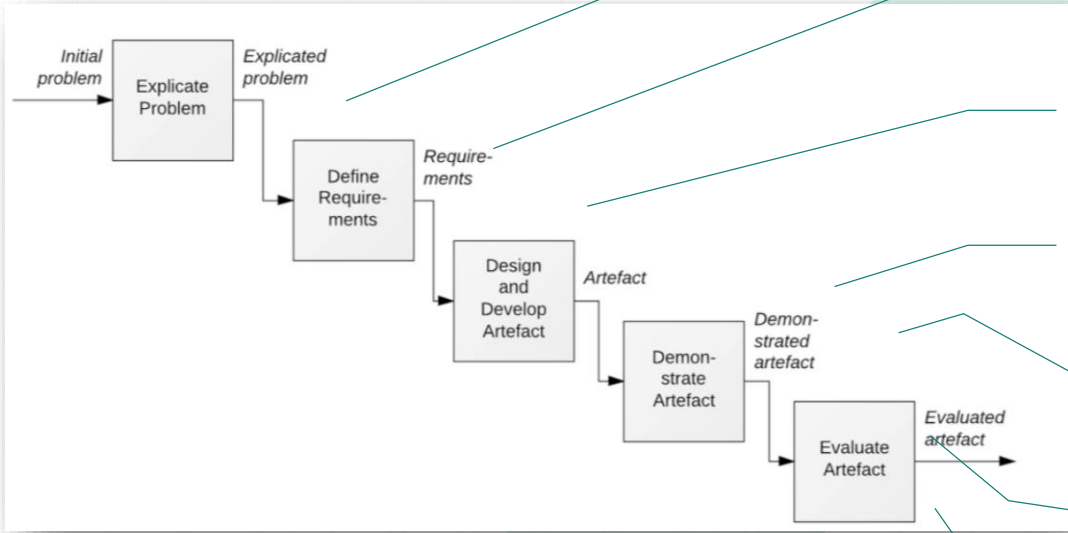 Initial
problem
Explicate
Problem
Explicated
problem
Define
Require-
ments
Require-
ments
Design
and
Develop
Artefact
Artefact
Demon-
strate
Artefact
Demon-
strated
artefact
Evaluate
Artefact
Evaluated
artefact